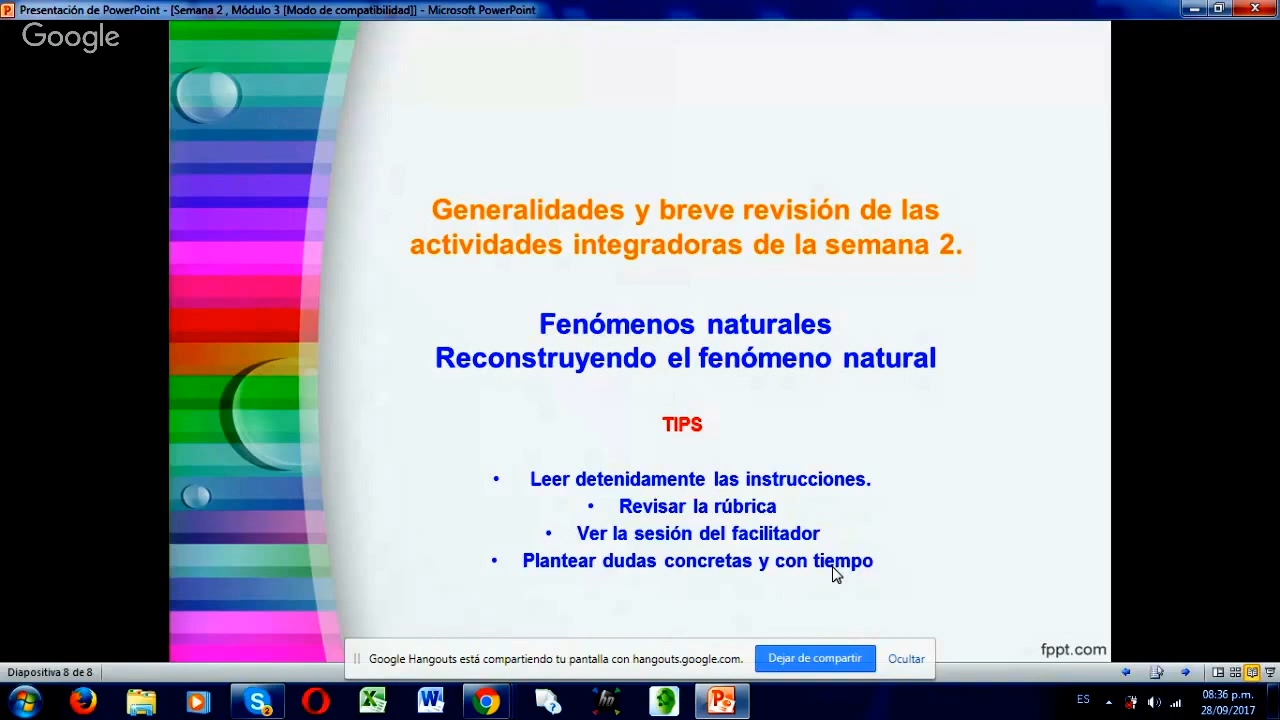 Presentación de PowerPoint - [Semana 2 , Módulo 3 [Modo de compatibilidad]] - Microsoft PowerPoint
Google
Generalidades y breve revisión de las
actividades integradoras de la semana 2.
Fenómenos naturales
Reconstruyendo el fenómeno natural
TIPS
• Leer detenidamente las instrucciones.
• Revisar la rúbrica
• Ver la sesión del facilitador
• Plantear dudas concretas y con tiempo
fppt.com
Google Hangouts está compartiendo tu pantalla con hangouts.google.com. Dejar de compartir Ocultar
Diapositiva 8 de 8
ES 08:36 p.m.
28/09/2017